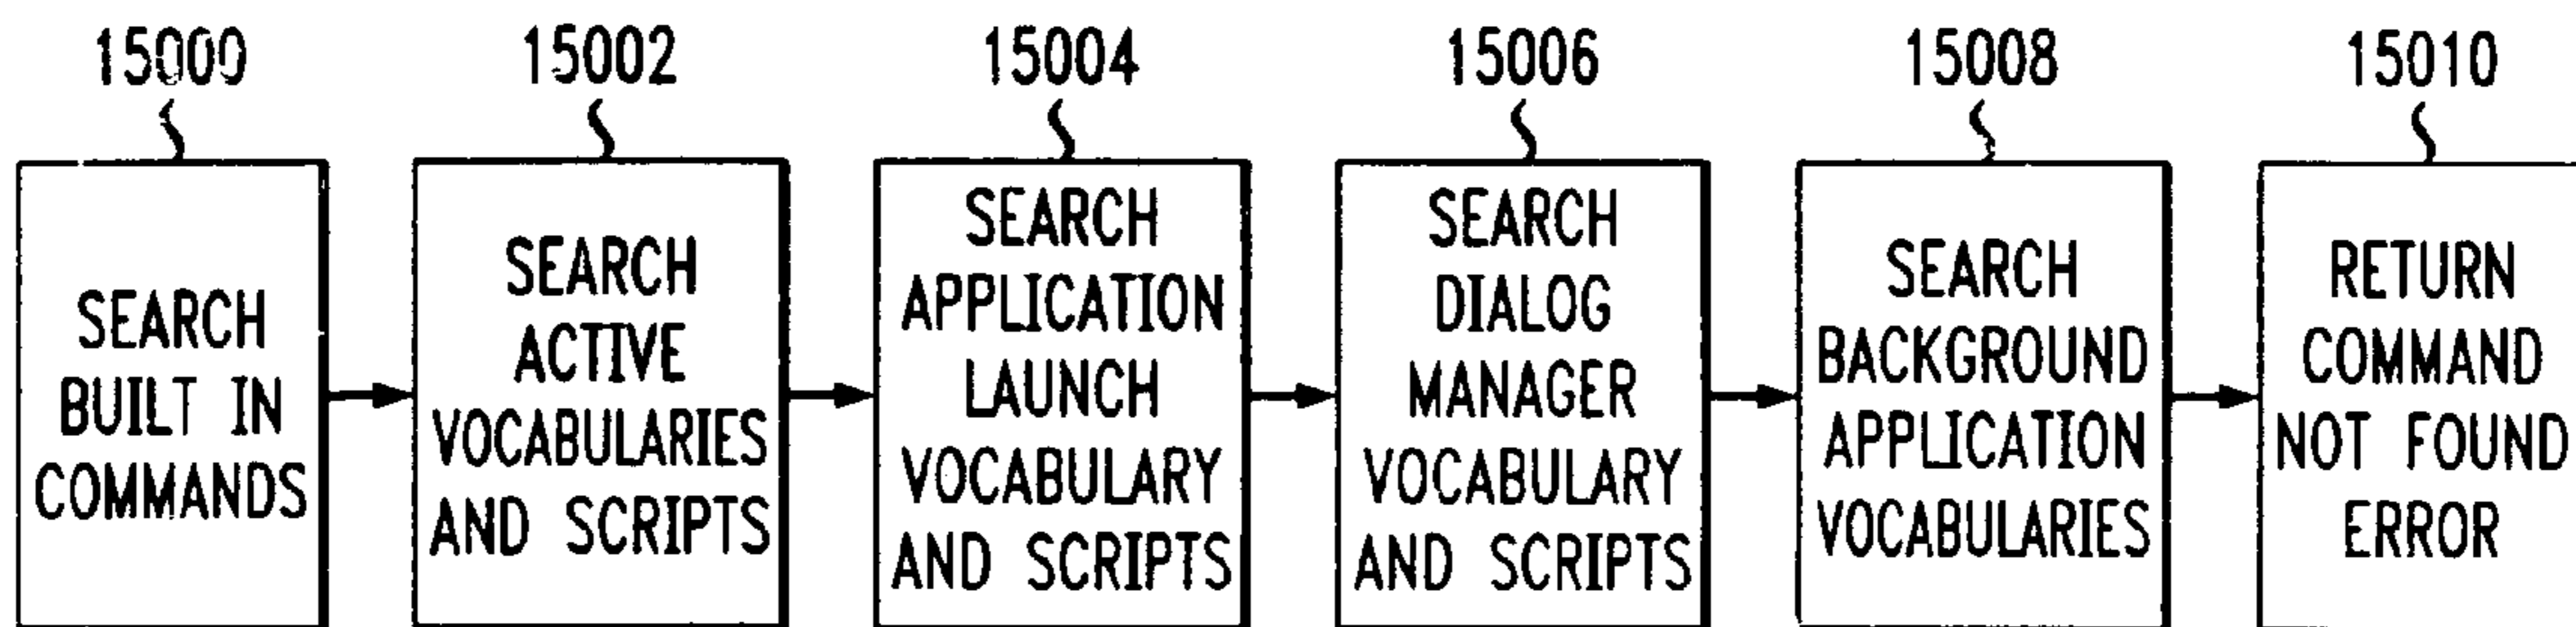 15000
15002
15004
15006
15008
15010
SEARCH
BUILT IN
COMMANDS
SEARCH
ACTIVE
VOCABULARIES
AND SCRIPTS
SEARCH
APPLICATION
LAUNCH
VOCABULARY
AND SCRIPTS
SEARCH
DIALOG
MANAGER
VOCABULARY
AND SCRIPTS
SEARCH
BACKGROUND
APPLICATION
VOCABULARIES
RETURN
COMMAND
NOT FOUND
ERROR